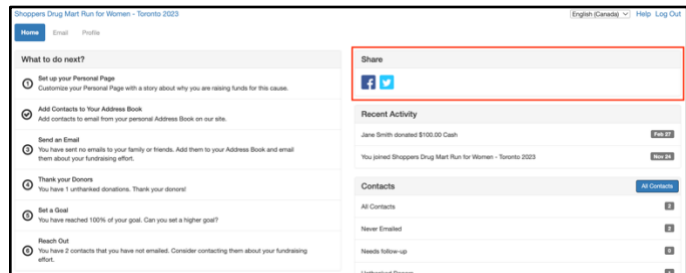 Shoppers Drug Mart Run for Women - Toronto 2023
English (Canada) Help Log Out
Home Email Profile
What to do next?
1 Set up your Personal Page
Customize your Personal Page with a story about why you are raising funds for this cause.
Add Contacts to Your Address Book
Add contacts to email from your personal Address Book on our site.
3 Send an Email
You have sent no emails to your family or friends. Add them to your Address Book and email
them about your fundraising effort.
4 Thank your Donors
You have 1 unthanked donations. Thank your donors!
5 Set a Goal
You have reached 100% of your goal. Can you set a higher goal?
6 Reach Out
You have 2 contacts that you have not emailed. Consider contacting them about your fundraising
effort.
Share
Recent Activity
Jane Smith donated $100.00 Cash Feb 27
You joined Shoppers Drug Mart Run for Women - Toronto 2023 Nov 24
Contacts All Contacts
All Contacts 2
Never Emailed 2
Needs follow-up 0